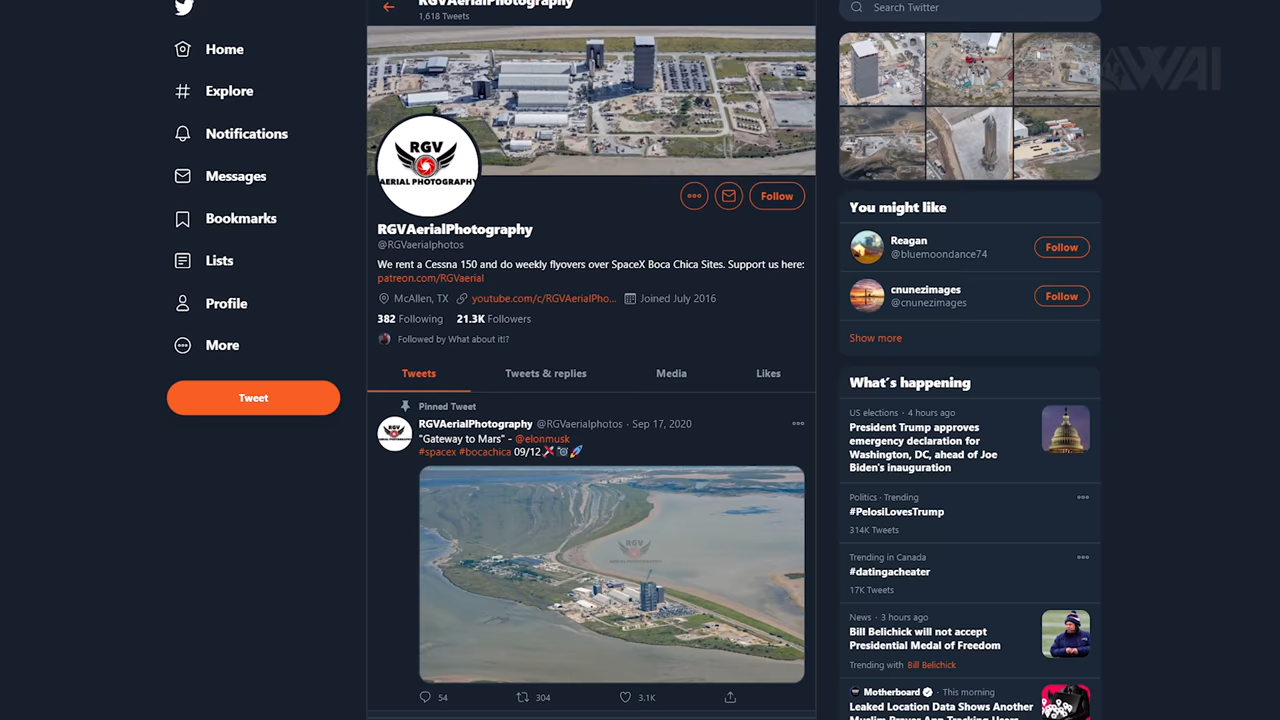 RGVAerialPhotography
1,618 Tweets
Search Twitter
WAI
Home
Explore
Notifications
Messages
Bookmarks
Lists
Profile
More
Tweet
RGV
AERIAL PHOTOGRAPHY
Follow
RGVAerialPhotography
@RGVaerialphotos
We rent a Cessna 150 and do weekly flyovers over SpaceX Boca Chica Sites. Support us here:
patreon.com/RGVaerial
McAllen, TX youtube.com/c/RGVAerialPho... Joined July 2016
382 Following 21.3K Followers
Followed by What about it!?
Tweets Tweets & replies Media Likes
Pinned Tweet
RGVAerialPhotography @RGVaerialphotos · Sep 17, 2020
"Gateway to Mars" - @elonmusk
#spacex #bocachica 09/12
RGV
54 304 3.1K
You might like
Reagan
@bluemoondance74
Follow
cnunezimages
@cnunezimages
Follow
Show more
What's happening
US elections · 4 hours ago
President Trump approves
emergency declaration for
Washington, DC, ahead of Joe
Biden's inauguration
Politics · Trending
#PelosiLovesTrump
314K Tweets
Trending in Canada
#datingacheater
17K Tweets
News · 3 hours ago
Bill Belichick will not accept
Presidential Medal of Freedom
Trending with Bill Belichick
Motherboard · This morning
Leaked Location Data Shows Another
Muslim Prayer App Tracking Users